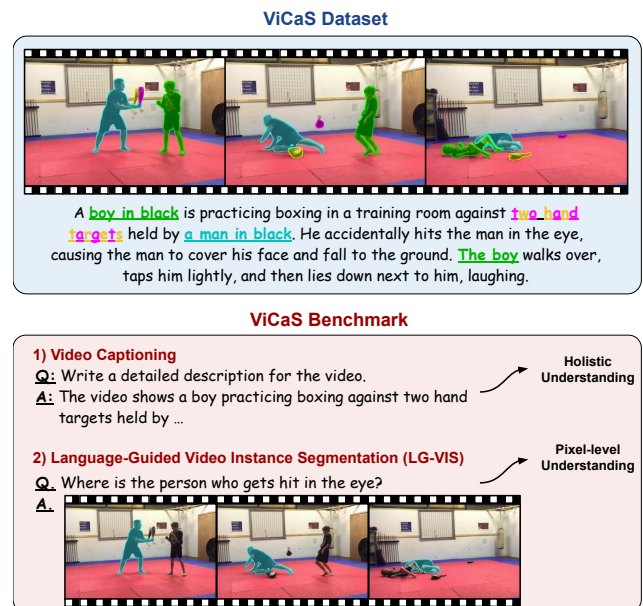 ViCaS Dataset
A boy in black is practicing boxing in a training room against two hand
targets held by a man in black. He accidentally hits the man in the eye,
causing the man to cover his face and fall to the ground. The boy walks over,
taps him lightly, and then lies down next to him, laughing.
ViCaS Benchmark
1) Video Captioning
Q: Write a detailed description for the video.
A: The video shows a boy practicing boxing against two hand
targets held by …
Holistic
Understanding
2) Language-Guided Video Instance Segmentation (LG-VIS)
Q. Where is the person who gets hit in the eye?
A.
Pixel-level
Understanding